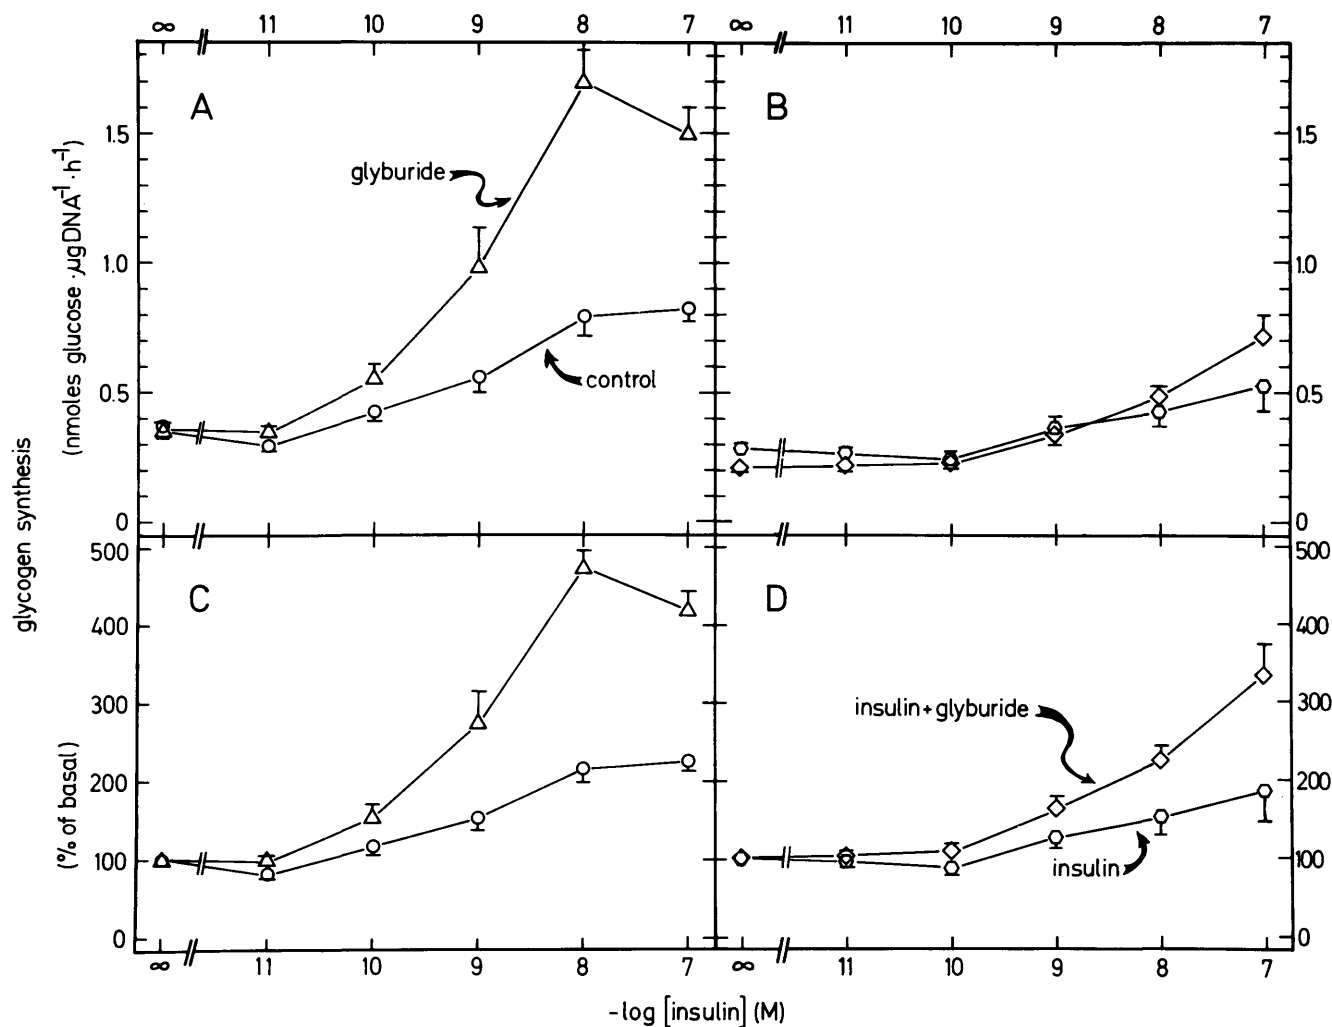 ∞ 11 10 9 8 7
∞ 11 10 9 8 7
A
B
1.5
1.0
0.5
0
1.5
1.0
0.5
0
glyburide
control
glycogen synthesis
(nmoles glucose · µgDNA⁻¹ · h⁻¹)
(% of basal)
C
D
500
400
300
200
100
0
500
400
300
200
100
0
insulin+glyburide
insulin
∞ 11 10 9 8 7
∞ 11 10 9 8 7
-log [insulin] (M)